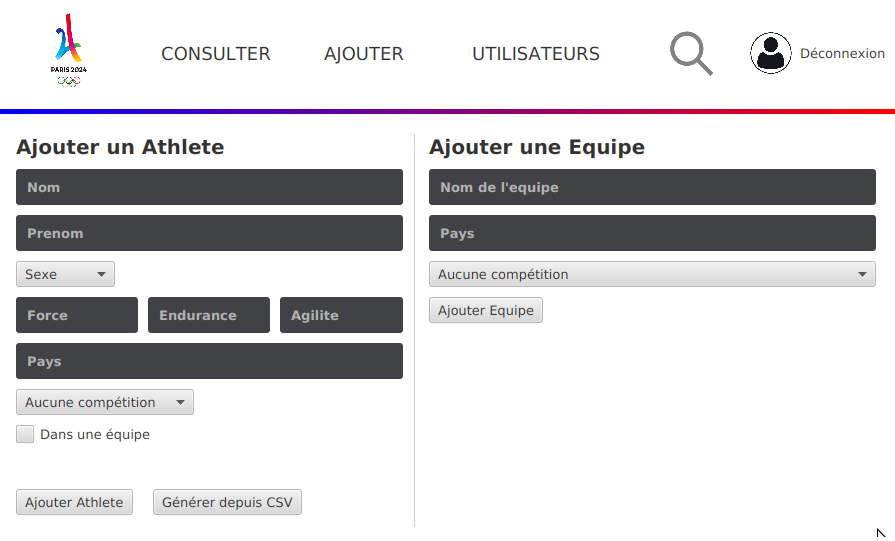 PARIS 2024
CONSULTER AJOUTER UTILISATEURS Déconnexion
Ajouter un Athlete
Nom
Prenom
Sexe
Force Endurance Agilite
Pays
Aucune compétition
Dans une équipe
Ajouter Athlete Générer depuis CSV
Ajouter une Equipe
Nom de l'equipe
Pays
Aucune compétition
Ajouter Equipe